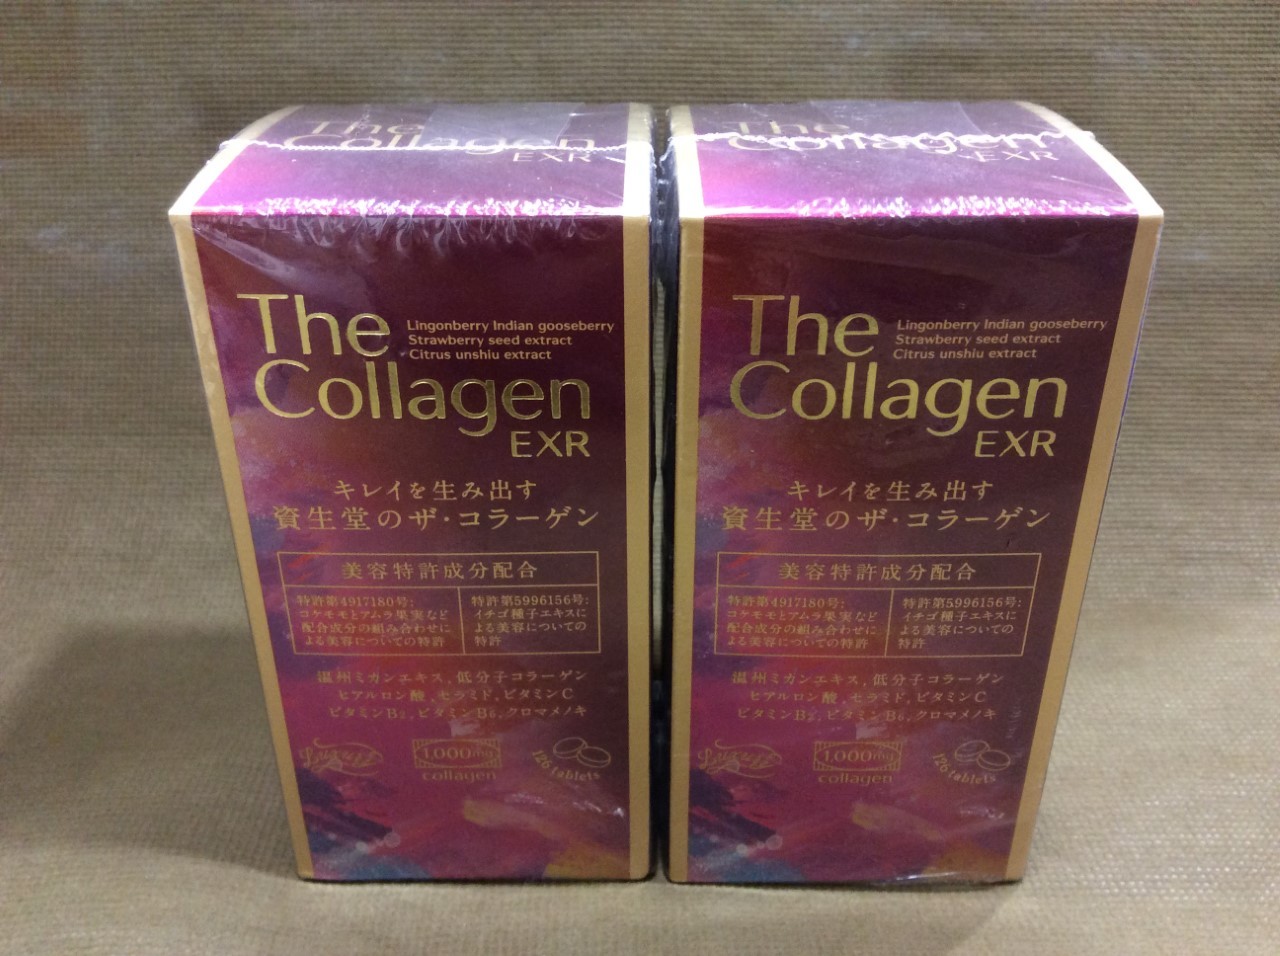 The
Collagen
EXR
The
Lingonberry Indian gooseberry
Strawberry seed extract
Citrus unshiu extract
Collagen
EXR
キレイを生み出す
資生堂のザ・コラーゲン
美容特許成分配合
特許第4917180号:
コケモモとアムラ果実など
配合成分の組み合わせに
よる美容についての特許
特許第5996156号:
イチゴ種子エキスに
よる美容についての
特許
温州ミカンエキス,低分子コラーゲン
ヒアルロン酸,セラミド,ビタミンC
ビタミンB2,ビタミンB6,クロマメノキ
1,000mg
collagen
126 tablets
The
Collagen
EXR
The
Lingonberry Indian gooseberry
Strawberry seed extract
Citrus unshiu extract
Collagen
EXR
キレイを生み出す
資生堂のザ・コラーゲン
美容特許成分配合
特許第4917180号:
コケモモとアムラ果実など
配合成分の組み合わせに
よる美容についての特許
特許第5996156号:
イチゴ種子エキスに
よる美容についての
特許
温州ミカンエキス,低分子コラーゲン
ヒアルロン酸,セラミド,ビタミンC
ビタミンB2,ビタミンB6,クロマメノキ
1,000mg
collagen
126 tablets